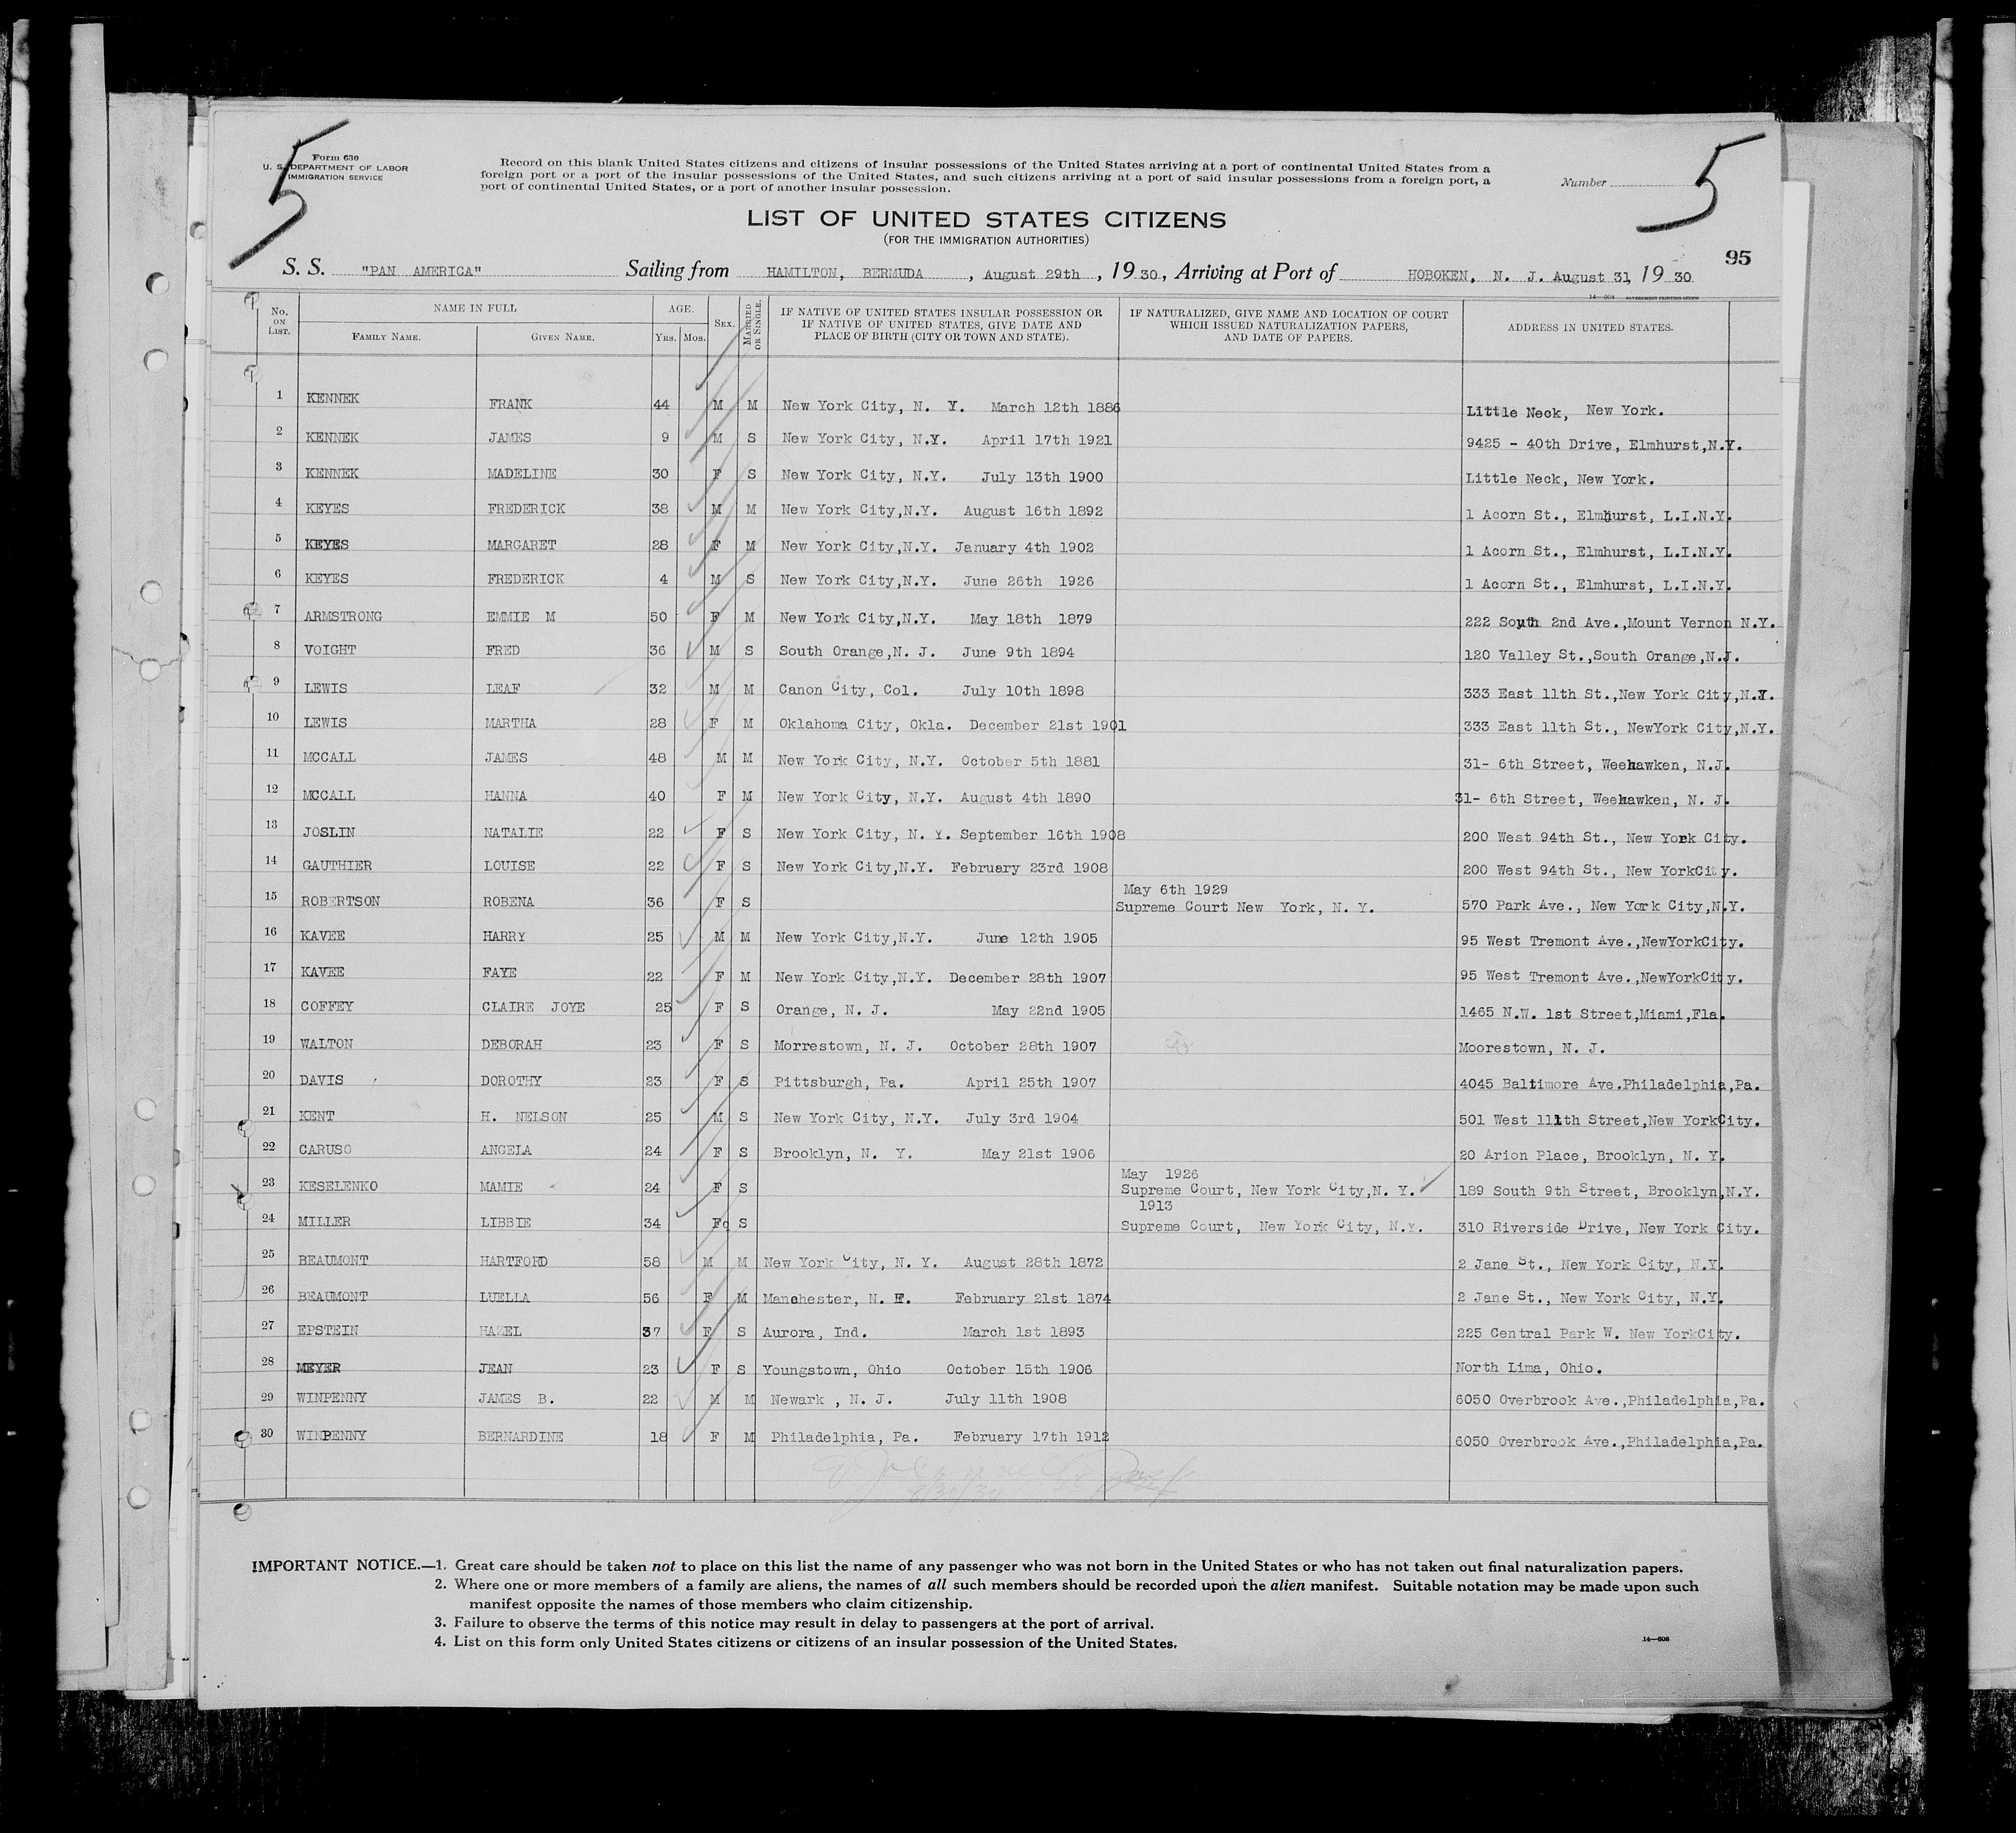 5
5
Form 630
U. S. DEPARTMENT OF LABOR
IMMIGRATION SERVICE
Record on this blank United States citizens and citizens of insular possessions of the United States arriving at a port of continental United States from a
foreign port or a port of the insular possessions of the United States, and such citizens arriving at a port of said insular possessions from a foreign port, a
port of continental United States, or a port of another insular possession.
Number
LIST OF UNITED STATES CITIZENS
(FOR THE IMMIGRATION AUTHORITIES)
95
S. S. "PAN AMERICA" Sailing from HAMILTON, BERMUDA, August 29th, 1930, Arriving at Port of HOBOKEN, N. J. August 31, 1930
14—608 GOVERNMENT PRINTING OFFICE
No. ON LIST. NAME IN FULL FAMILY NAME. GIVEN NAME. AGE. YRS. MOS. SEX. MARRIED OR SINGLE. IF NATIVE OF UNITED STATES INSULAR POSSESSION OR IF NATIVE OF UNITED STATES, GIVE DATE AND PLACE OF BIRTH (CITY OR TOWN AND STATE). IF NATURALIZED, GIVE NAME AND LOCATION OF COURT WHICH ISSUED NATURALIZATION PAPERS, AND DATE OF PAPERS. ADDRESS IN UNITED STATES.
1 KENNEK FRANK 44 M M New York City, N. Y. March 12th 1886 Little Neck, New York.
2 KENNEK JAMES 9 M S New York City, N.Y. April 17th 1921 9425 - 40th Drive, Elmhurst,N.Y.
3 KENNEK MADELINE 30 F S New York City, N.Y. July 13th 1900 Little Neck, New York.
4 KEYES FREDERICK 38 M M New York City,N.Y. August 16th 1892 1 Acorn St., Elmhurst, L.I.N.Y.
5 KEYES MARGARET 28 F M New York City,N.Y. January 4th 1902 1 Acorn St., Elmhurst, L.I.N.Y.
6 KEYES FREDERICK 4 M S New York City,N.Y. June 26th 1926 1 Acorn St., Elmhurst, L.I.N.Y.
7 ARMSTRONG EMMIE M 50 F M New York City,N.Y. May 18th 1879 222 South 2nd Ave.,Mount Vernon N.Y.
8 VOIGHT FRED 36 M S South Orange,N. J. June 9th 1894 120 Valley St.,South Orange,N.J.
9 LEWIS LEAF 32 M M Canon City, Col. July 10th 1898 333 East 11th St.,New York City,N.Y.
10 LEWIS MARTHA 28 F M Oklahoma City, Okla. December 21st 1901 333 East 11th St., NewYork City,N.Y.
11 MCCALL JAMES 48 M M New York City, N.Y. October 5th 1881 31- 6th Street, Weehawken, N.J.
12 MCCALL HANNA 40 F M New York City, N.Y. August 4th 1890 31- 6th Street, Weehawken, N. J.
13 JOSLIN NATALIE 22 F S New York City, N. Y. September 16th 1908 200 West 94th St., New York City.
14 GAUTHIER LOUISE 22 F S New York City,N.Y. February 23rd 1908 200 West 94th St., New YorkCity.
15 ROBERTSON ROBENA 36 F S May 6th 1929 Supreme Court New York, N. Y. 570 Park Ave., New York City,N.Y.
16 KAVEE HARRY 25 M M New York City,N.Y. June 12th 1905 95 West Tremont Ave.,NewYorkCity.
17 KAVEE FAYE 22 F M New York City,N.Y. December 28th 1907 95 West Tremont Ave.,NewYorkCity.
18 COFFEY CLAIRE JOYE 25 F S Orange, N. J. May 22nd 1905 1465 N.W. 1st Street,Miami,Fla.
19 WALTON DEBORAH 23 F S Morrestown, N. J. October 28th 1907 Moorestown, N. J.
20 DAVIS DOROTHY 23 F S Pittsburgh, Pa. April 25th 1907 4045 Baltimore Ave.Philadelphia,Pa.
21 KENT H. NELSON 25 M S New York City, N.Y. July 3rd 1904 501 West 111th Street,New YorkCity.
22 CARUSO ANGELA 24 F S Brooklyn, N. Y. May 21st 1906 20 Arion Place, Brooklyn, N. Y.
23 KESELENKO MAMIE 24 F S May 1926 Supreme Court, New York City,N. Y. 189 South 9th Street, Brooklyn,N.Y.
24 MILLER LIBBIE 34 F S 1913 Supreme Court, New York City, N.Y. 310 Riverside Drive, New York City.
25 BEAUMONT HARTFORD 58 M M New York City, N. Y. August 28th 1872 2 Jane St., New York City, N.Y.
26 BEAUMONT LUELLA 56 F M Manchester, N. H. February 21st 1874 2 Jane St., New York City, N.Y.
27 EPSTEIN HAZEL 37 F S Aurora, Ind. March 1st 1893 225 Central Park W. New YorkCity.
28 MEYER JEAN 23 F S Youngstown, Ohio October 15th 1906 North Lima, Ohio.
29 WINPENNY JAMES B. 22 M M Newark , N. J. July 11th 1908 6050 Overbrook Ave.,Philadelphia,Pa.
30 WINPENNY BERNARDINE 18 F M Philadelphia, Pa. February 17th 1912 6050 Overbrook Ave.,Philadelphia,Pa.
IMPORTANT NOTICE.—1. Great care should be taken not to place on this list the name of any passenger who was not born in the United States or who has not taken out final naturalization papers.
2. Where one or more members of a family are aliens, the names of all such members should be recorded upon the alien manifest. Suitable notation may be made upon such
manifest opposite the names of those members who claim citizenship.
3. Failure to observe the terms of this notice may result in delay to passengers at the port of arrival.
4. List on this form only United States citizens or citizens of an insular possession of the United States.
14—608